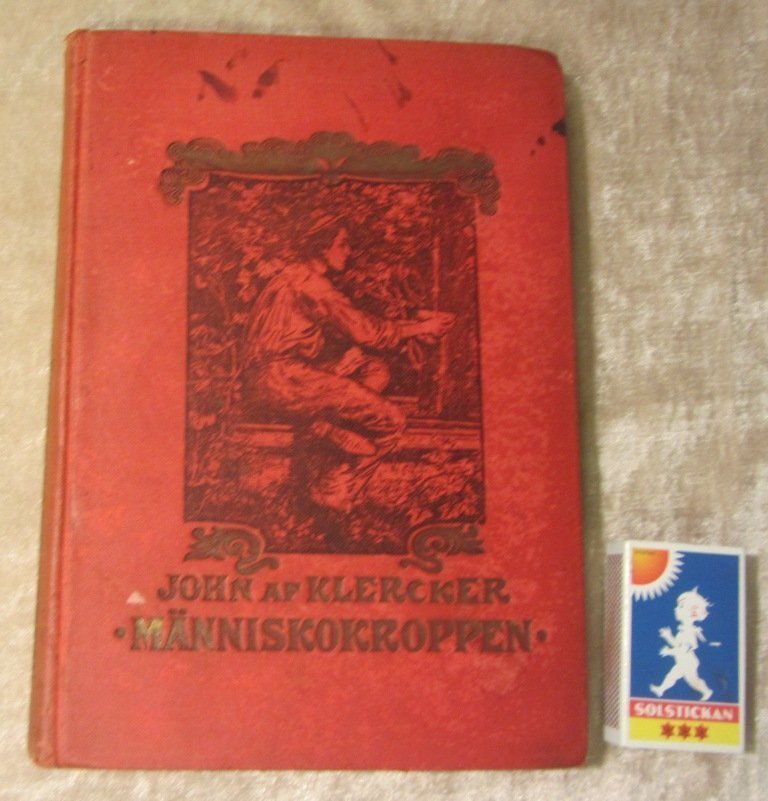 JOHN AF KLERCKER
·MÄNNISKOKROPPEN·
SOLSTICKAN